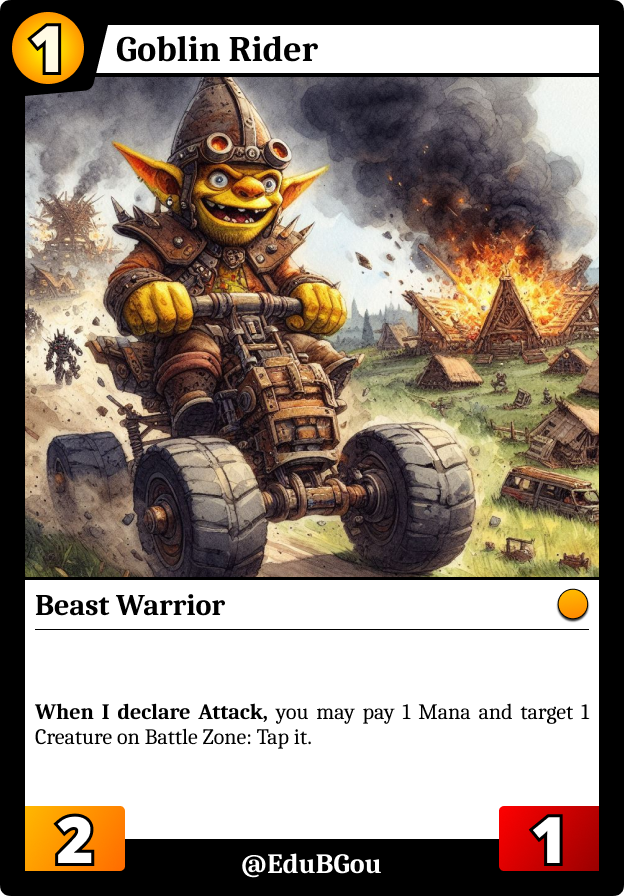 1
Goblin Rider
Beast Warrior
When I declare Attack, you may pay 1 Mana and target 1
Creature on Battle Zone: Tap it.
2
1
@EduBGou